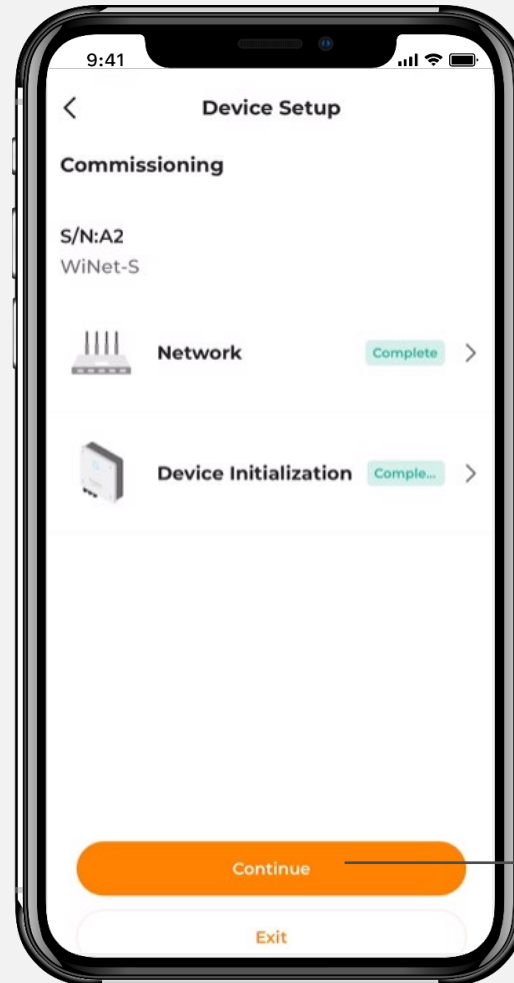 9:41
Device Setup
Commissioning
S/N:A2
WiNet-S
Network Complete
Device Initialization Comple...
Continue
Exit